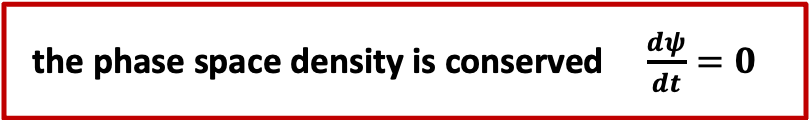 the phase space density is conserved dψ/dt = 0